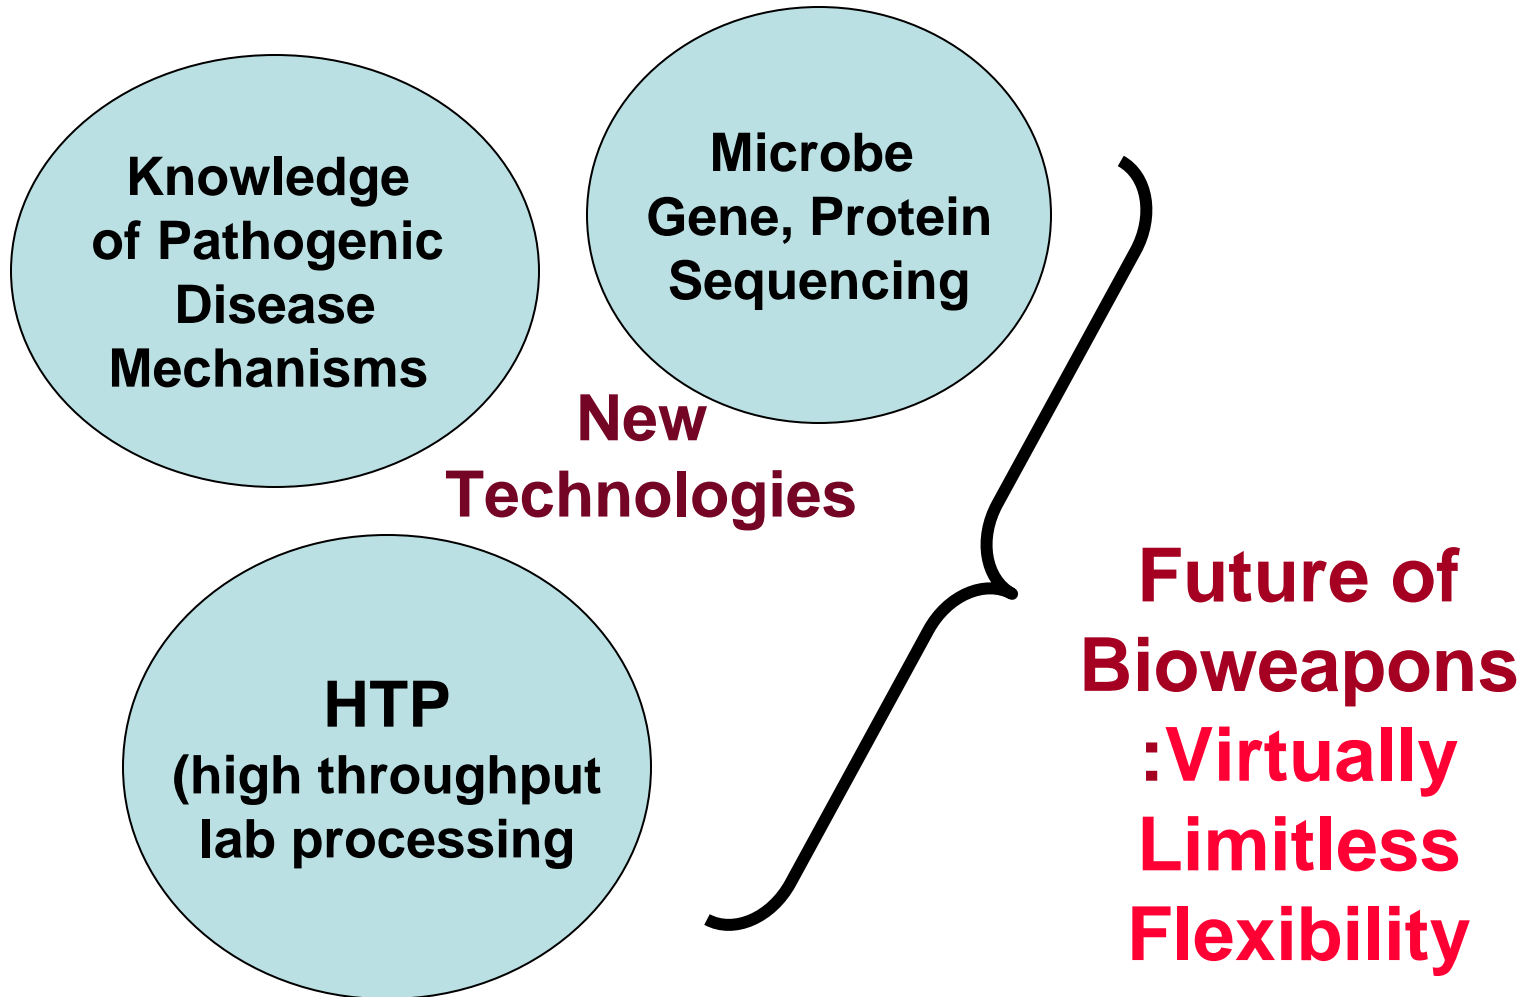 Knowledge
of Pathogenic
Disease
Mechanisms
Microbe
Gene, Protein
Sequencing
New
Technologies
HTP
(high throughput
lab processing
Future of
Bioweapons
:Virtually
Limitless
Flexibility